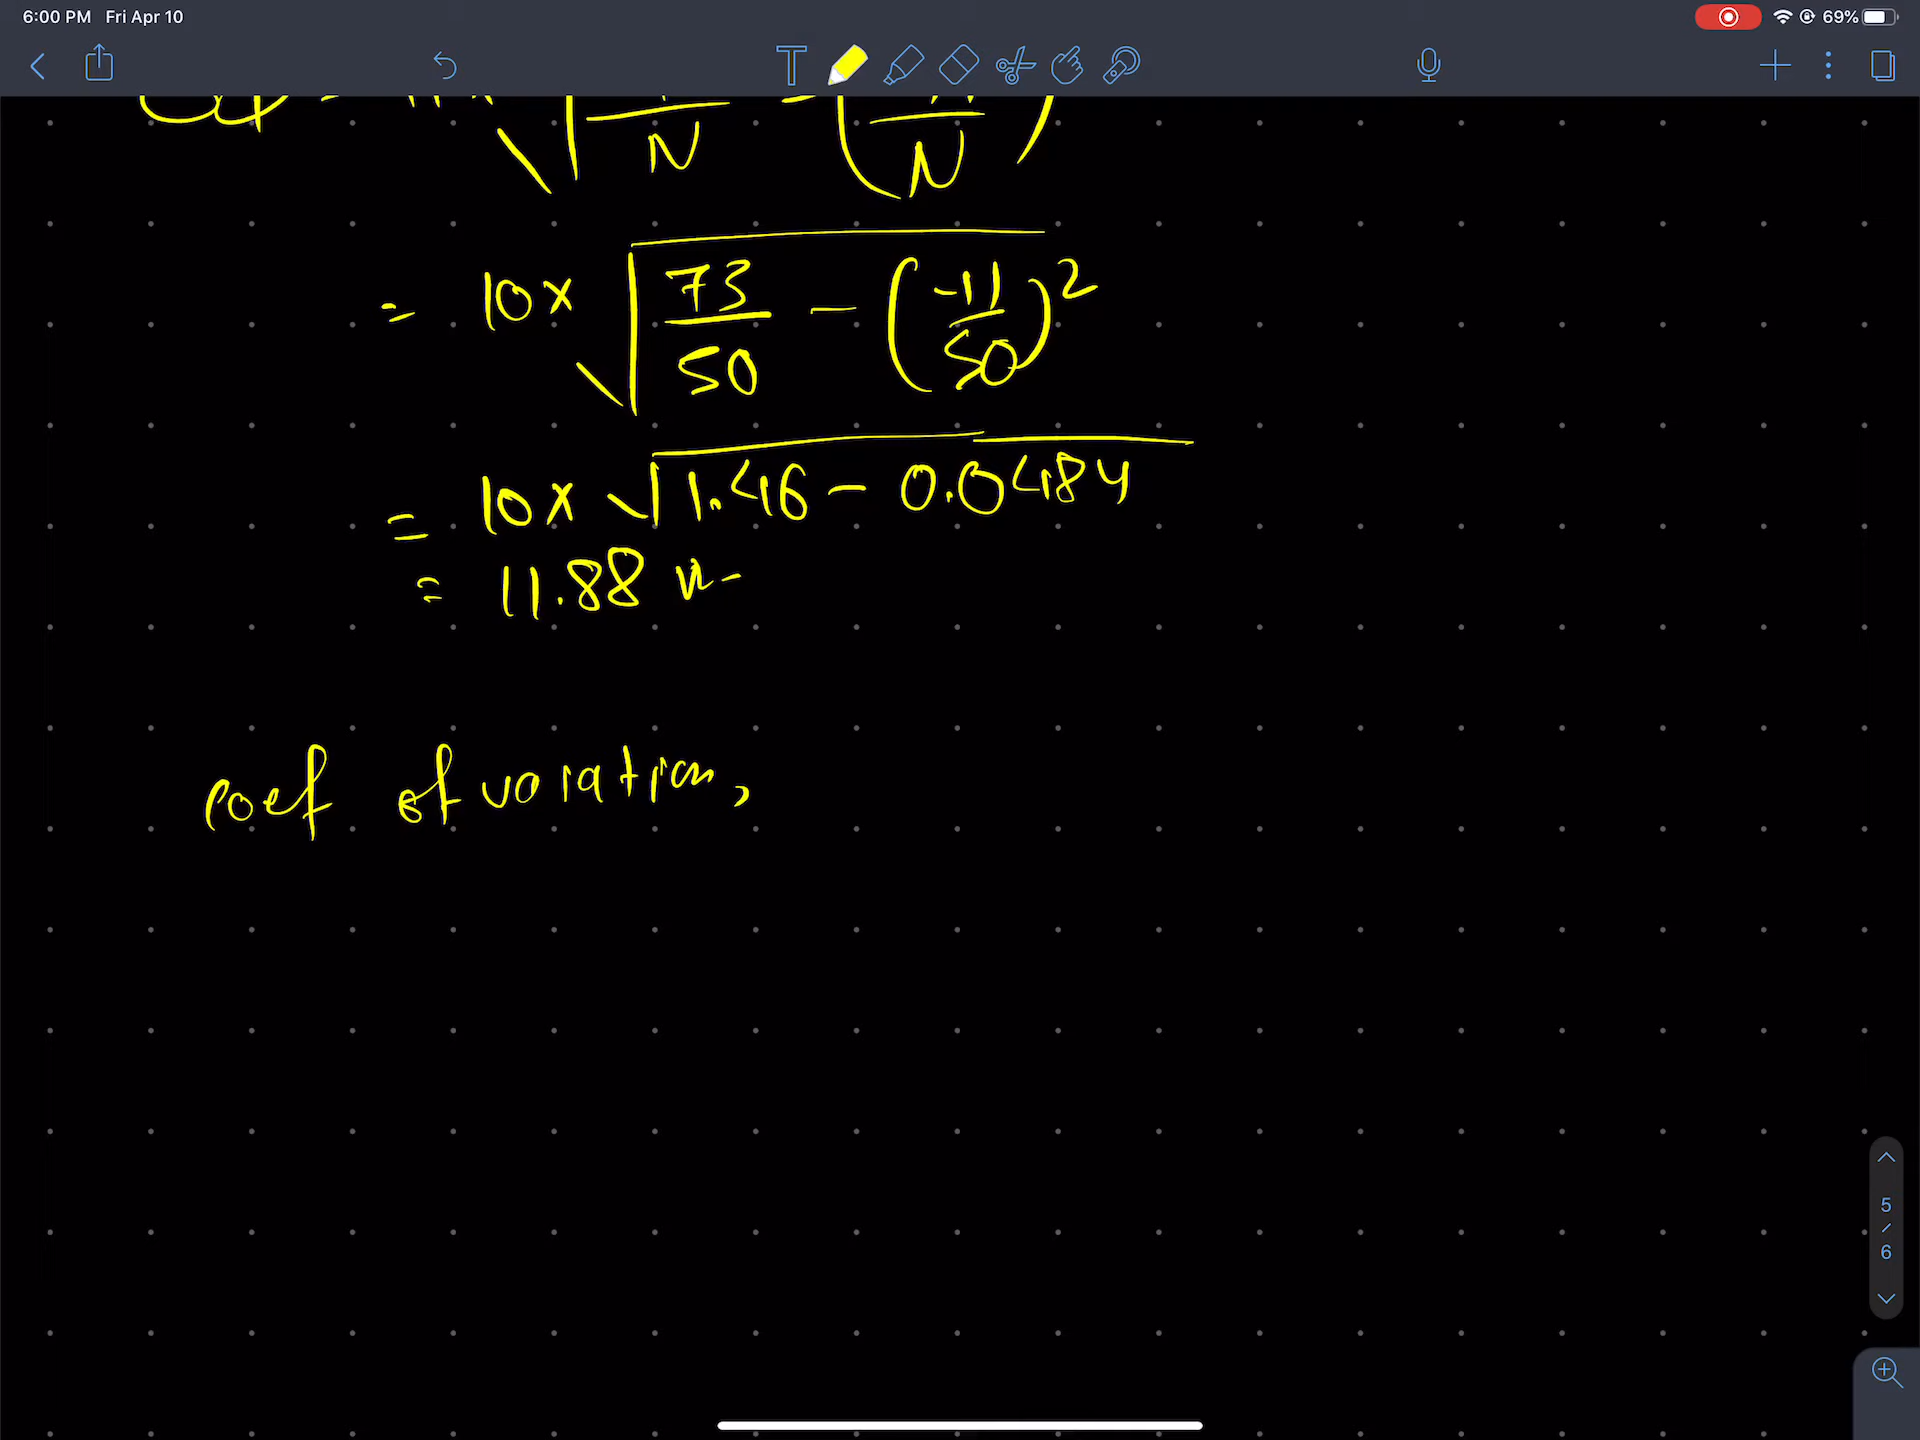 6:00 PM Fri Apr 10 69%
N N
= 10 x √ 73/50 - (-11/50)²
= 10 x √ 1.46 - 0.0484
= 11.88
coef of variation,
5
/
6